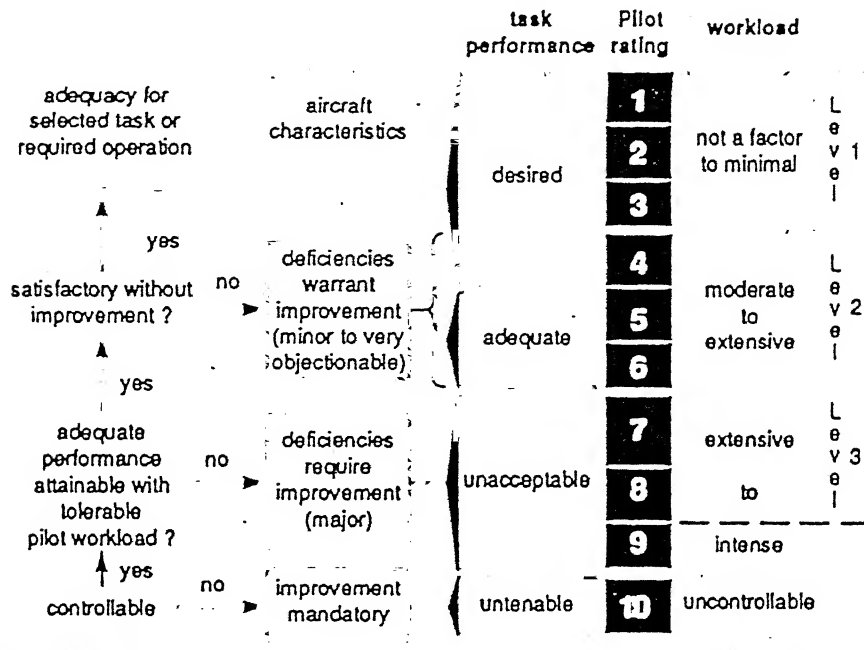 task
performance
Pilot
rating
workload
adequacy for
selected task or
required operation
aircraft
characteristics
desired
1
2
3
not a factor
to minimal
Level 1
yes
satisfactory without
improvement ?
no
deficiencies
warrant
improvement
(minor to very
objectionable)
adequate
4
5
6
moderate
to
extensive
Level 2
yes
adequate
performance
attainable with
tolerable
pilot workload ?
no
deficiencies
require
improvement
(major)
unacceptable
7
8
9
extensive
to
intense
Level 3
yes
controllable
no
improvement
mandatory
untenable
10
uncontrollable